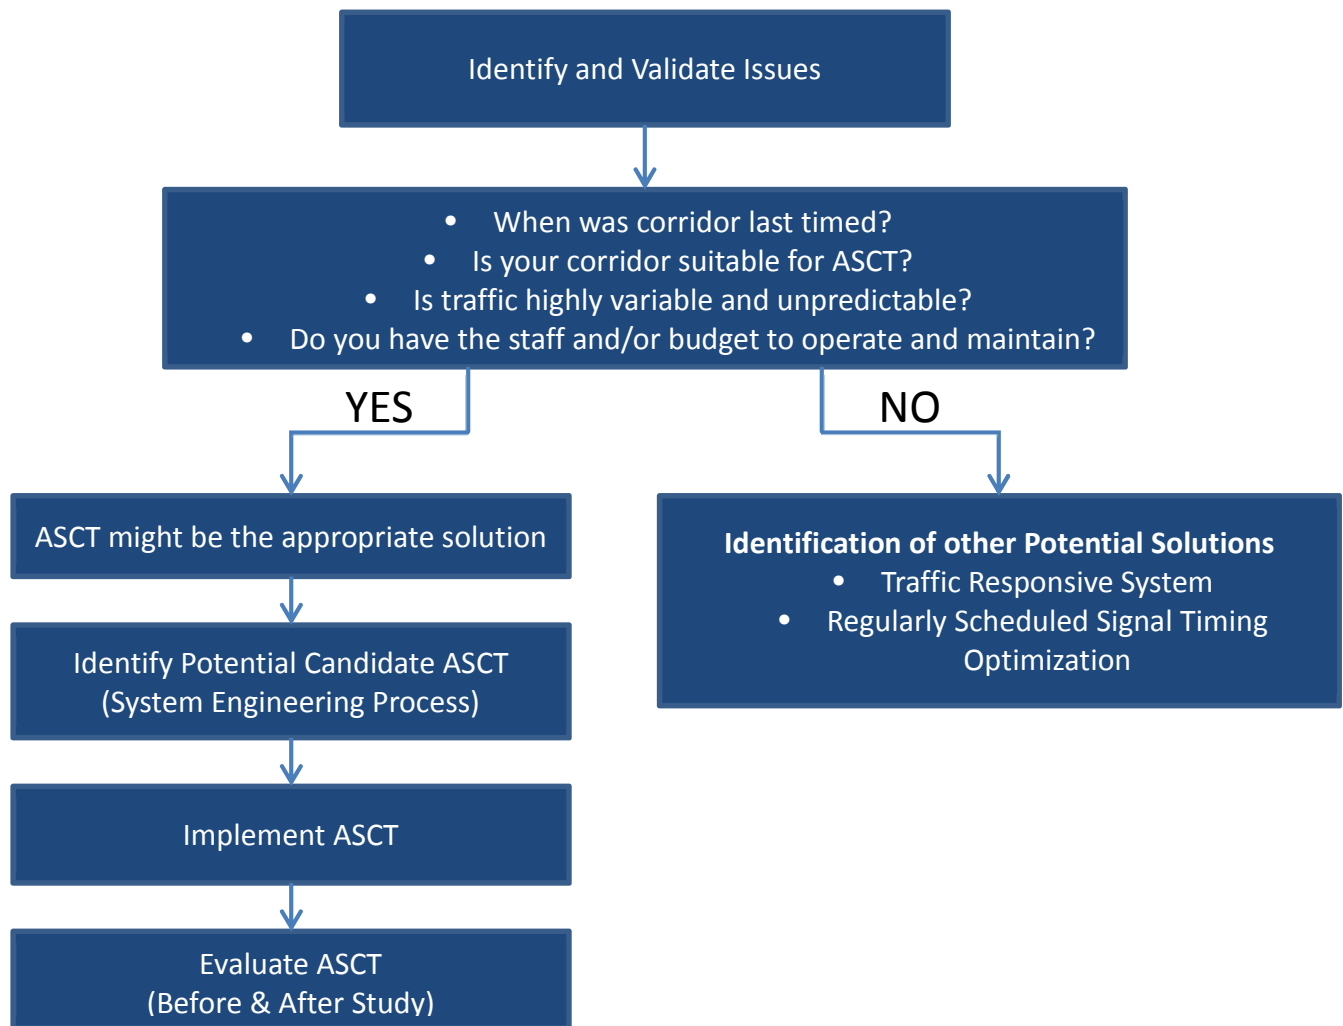 Identify and Validate Issues
• When was corridor last timed?
• Is your corridor suitable for ASCT?
• Is traffic highly variable and unpredictable?
• Do you have the staff and/or budget to operate and maintain?
YES
NO
ASCT might be the appropriate solution
Identification of other Potential Solutions
• Traffic Responsive System
• Regularly Scheduled Signal Timing
Optimization
Identify Potential Candidate ASCT
(System Engineering Process)
Implement ASCT
Evaluate ASCT
(Before & After Study)